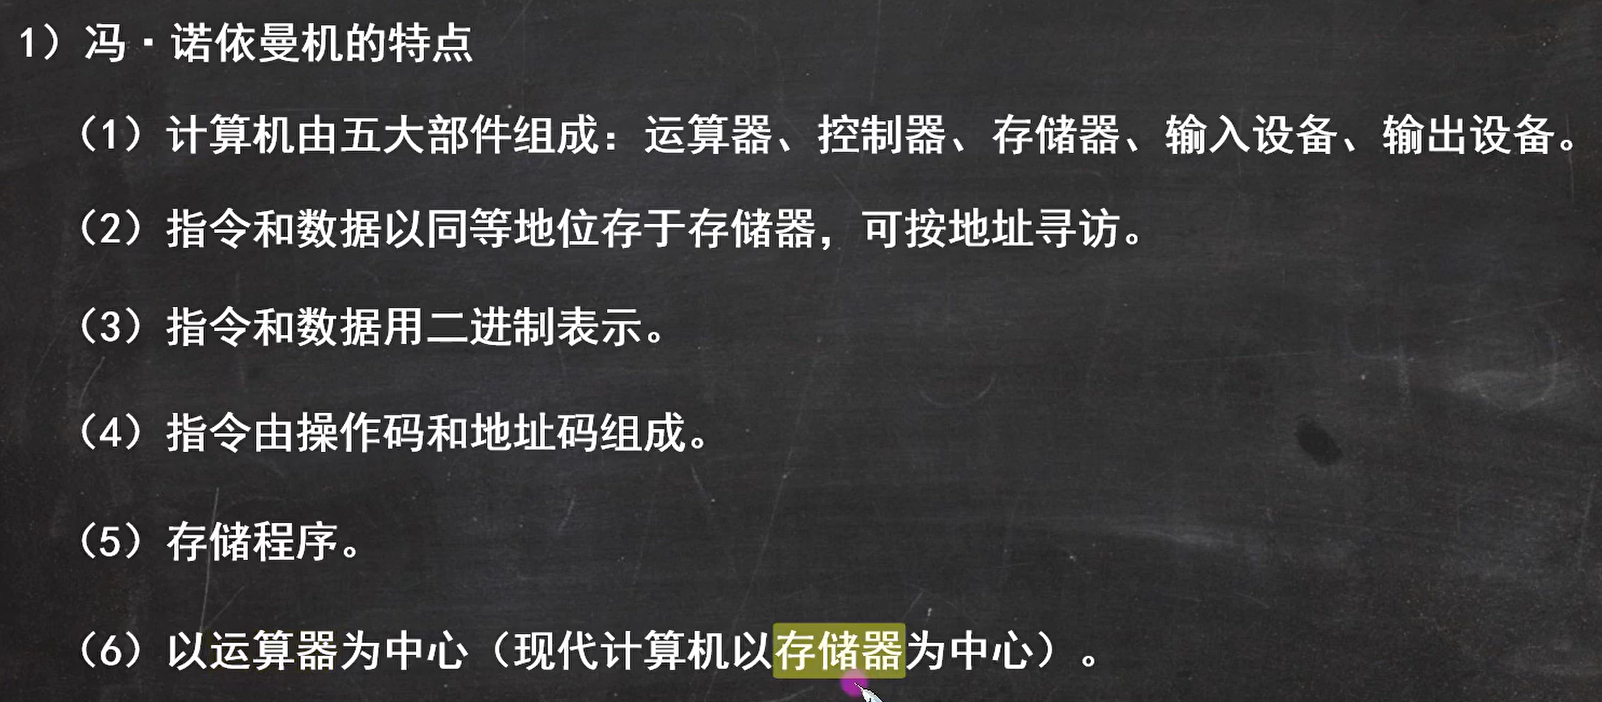 1）冯·诺依曼机的特点
（1）计算机由五大部件组成：运算器、控制器、存储器、输入设备、输出设备。
（2）指令和数据以同等地位存于存储器，可按地址寻访。
（3）指令和数据用二进制表示。
（4）指令由操作码和地址码组成。
（5）存储程序。
（6）以运算器为中心（现代计算机以存储器为中心）。